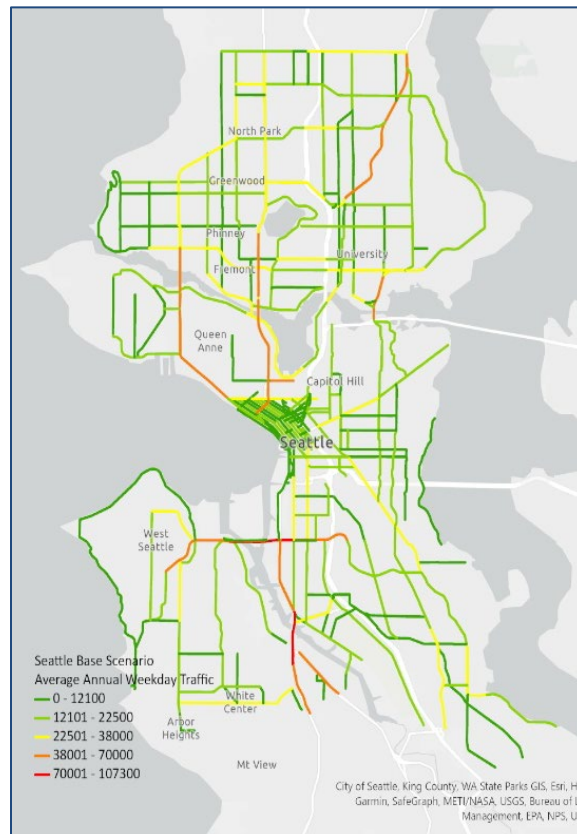 North Park
Greenwood
Phinney
Fremont
University
Queen
Anne
Capitol Hill
Seattle
West
Seattle
Seattle Base Scenario
Average Annual Weekday Traffic
0 - 12100
12101 - 22500
22501 - 38000
38001 - 70000
70001 - 107300
White
Center
Arbor
Heights
Mt View
City of Seattle, King County, WA State Parks GIS, Esri, H
Garmin, SafeGraph, METI/NASA, USGS, Bureau of L
Management, EPA, NPS, U